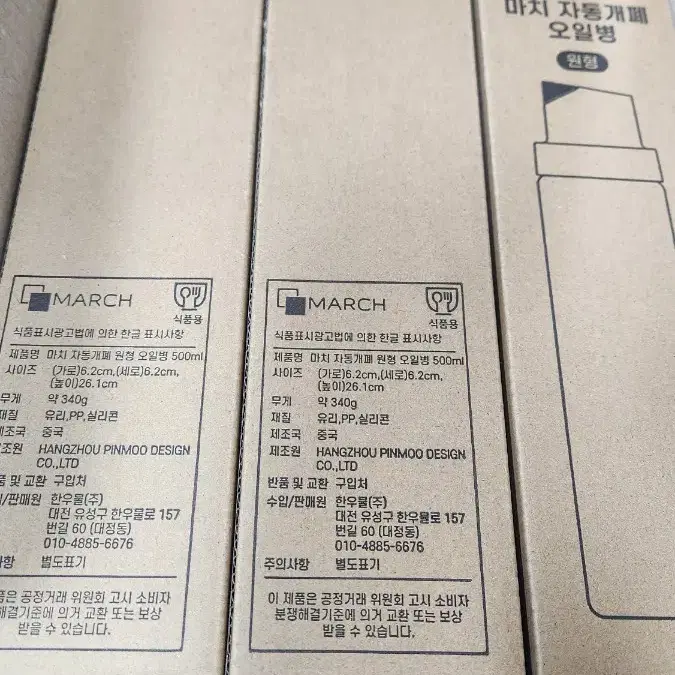 마치 자동개폐
오일병
원형
MARCH
식품용
식품표시광고법에 의한 한글 표시사항
제품명 마치 자동개폐 원형 오일병 500ml
사이즈 (가로)6.2cm,(세로)6.2cm,
(높이)26.1cm
무게 약 340g
재질 유리,PP,실리콘
제조국 중국
제조원 HANGZHOU PINMOO DESIGN
CO.,LTD
품 및 교환 구입처
/판매원 한우물(주)
대전 유성구 한우물로 157
번길 60 (대정동)
010-4885-6676
사항 별도표기
제품은 공정거래 위원회 고시 소비자
해결기준에 의거 교환 또는 보상
받을 수 있습니다.
MARCH
식품용
식품표시광고법에 의한 한글 표시사항
제품명 마치 자동개폐 원형 오일병 500ml
사이즈 (가로)6.2cm,(세로)6.2cm,
(높이)26.1cm
무게 약 340g
재질 유리,PP,실리콘
제조국 중국
제조원 HANGZHOU PINMOO DESIGN
CO.,LTD
반품 및 교환 구입처
수입/판매원 한우물(주)
대전 유성구 한우물로 157
번길 60 (대정동)
010-4885-6676
주의사항 별도표기
이 제품은 공정거래 위원회 고시 소비자
분쟁해결기준에 의거 교환 또는 보상
받을 수 있습니다.